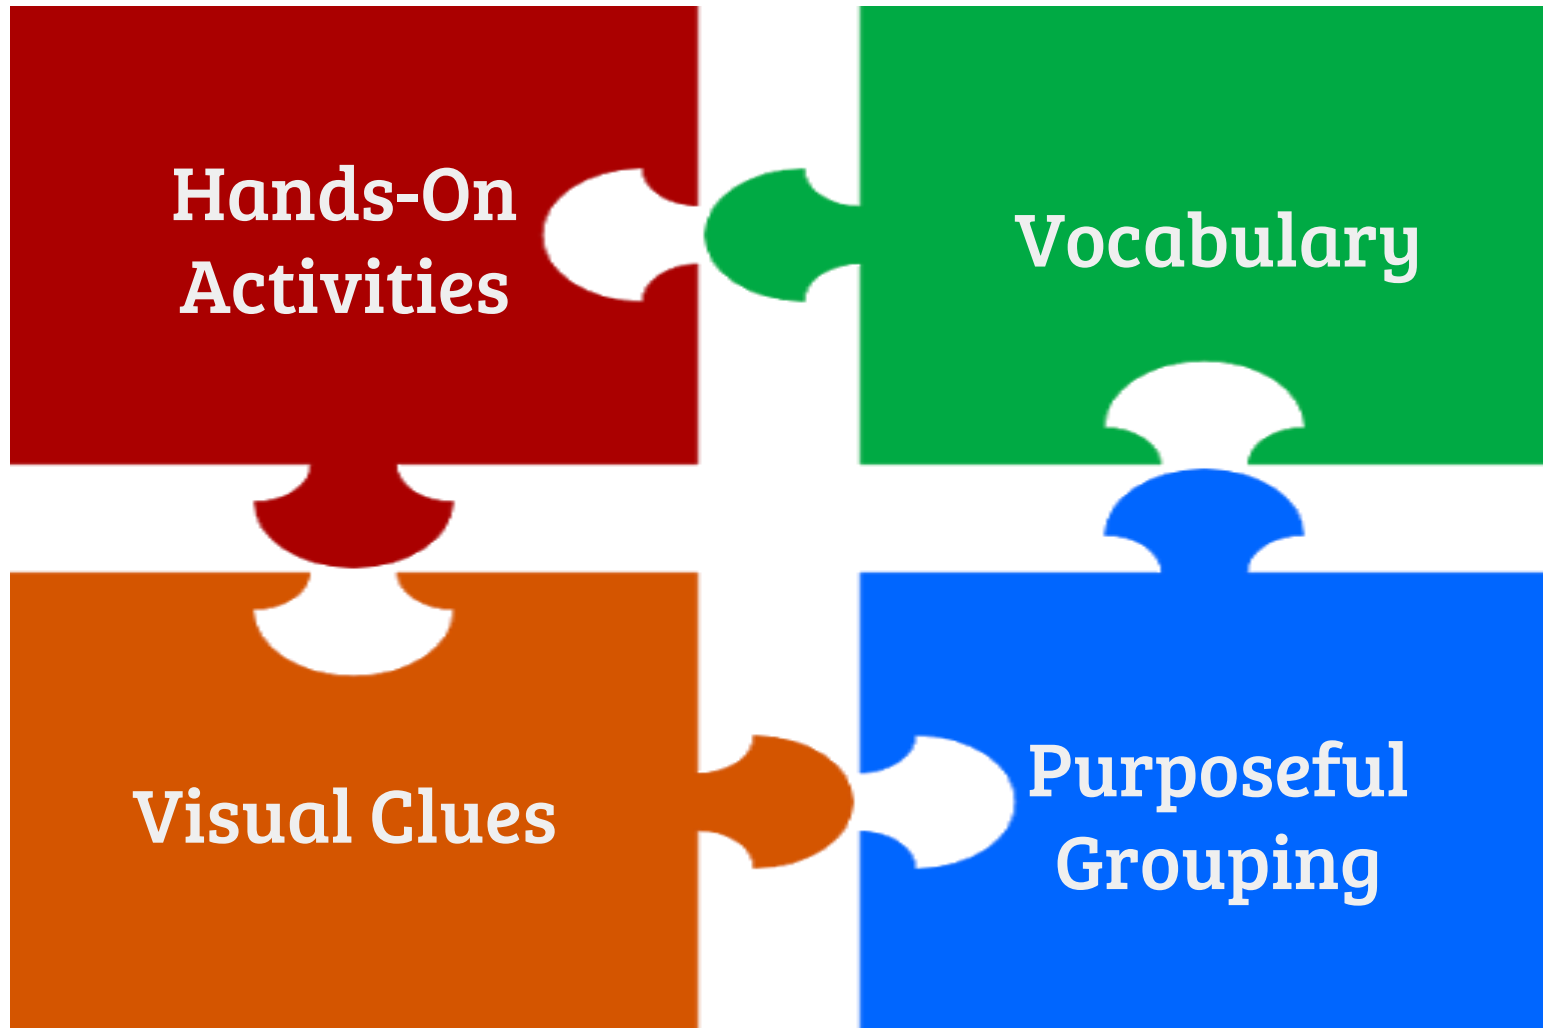 Hands-On
Activities
Vocabulary
Visual Clues
Purposeful
Grouping